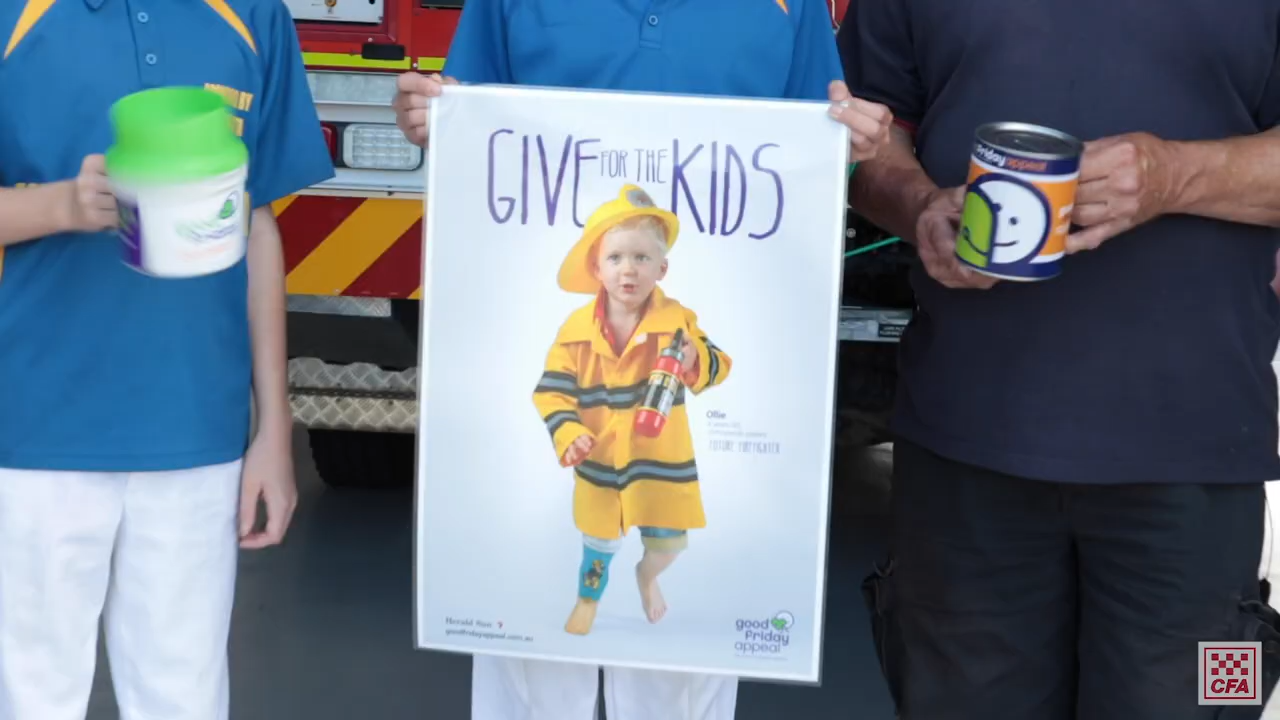 GIVE FOR THE KIDS
friday appeal
Ollie
FUTURE FIREFIGHTER
Herald Sun
goodfridayappeal.com.au
good
friday
appeal
CFA